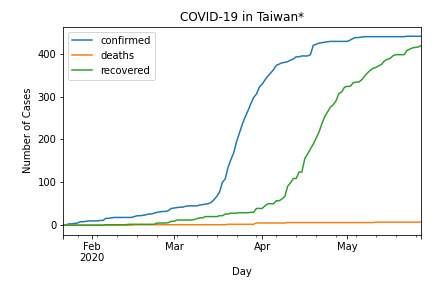 COVID-19 in Taiwan*
confirmed
deaths
recovered
400
300
200
100
0
Number of Cases
Feb
2020
Mar
Apr
May
Day